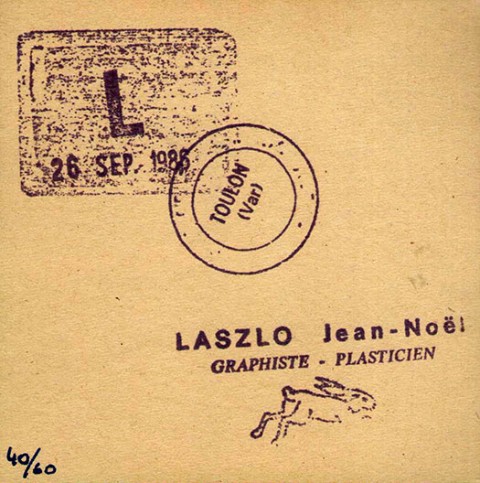 L
26 SEP. 1986
TOULON
(Var)
LASZLO Jean-Noël
GRAPHISTE - PLASTICIEN
40/60